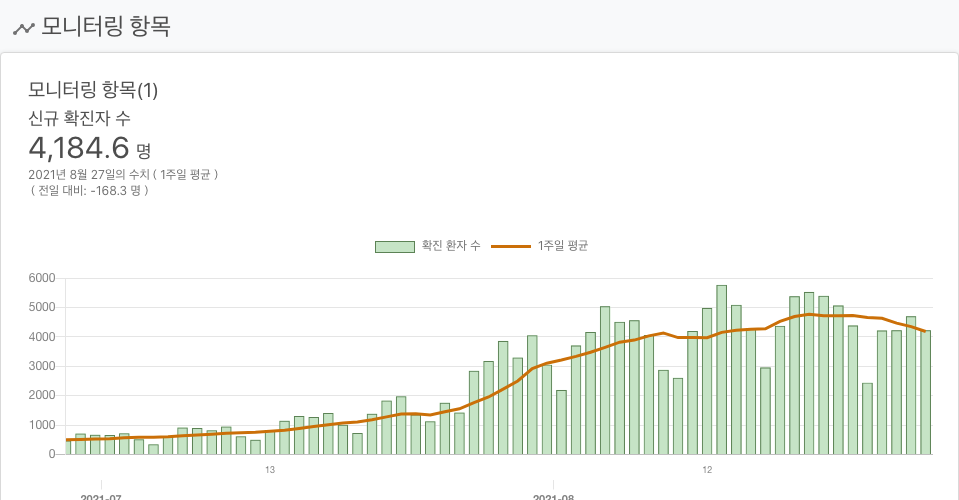 모니터링 항목
모니터링 항목(1)
신규 확진자 수
4,184.6 명
2021년 8월 27일의 수치 ( 1주일 평균 )
( 전일 대비: -168.3 명 )
확진 환자 수 1주일 평균
6000
5000
4000
3000
2000
1000
0
13 12
2021-07 2021-08